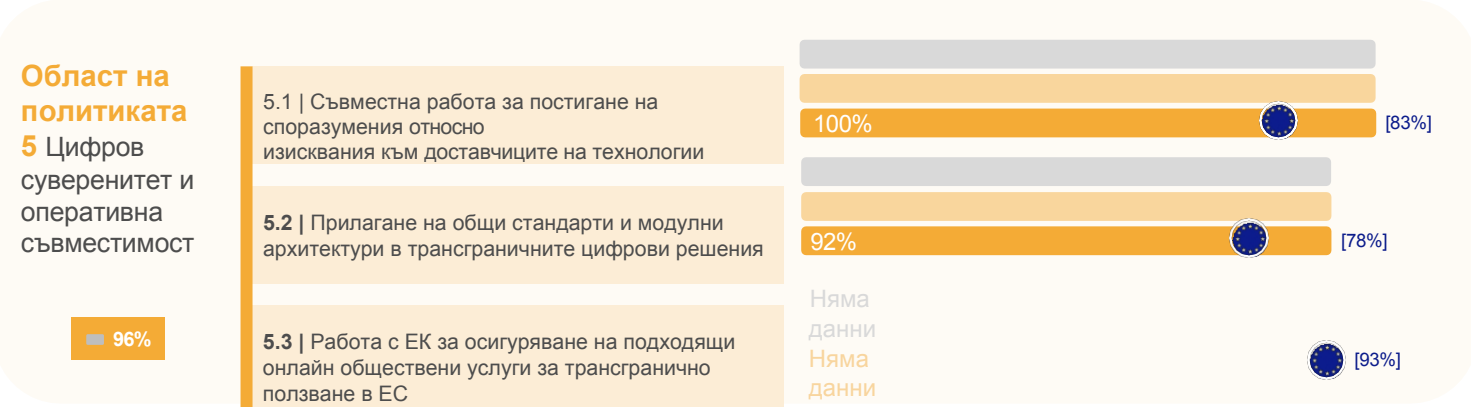 Област на
политиката
5 Цифров
суверенитет и
оперативна
съвместимост
96%
5.1 | Съвместна работа за постигане на
споразумения относно
изисквания към доставчиците на технологии
100%
[83%]
5.2 | Прилагане на общи стандарти и модулни
архитектури в трансграничните цифрови решения
92%
[78%]
5.3 | Работа с ЕК за осигуряване на подходящи
онлайн обществени услуги за трансгранично
ползване в ЕС
Няма
данни
Няма
данни
[93%]